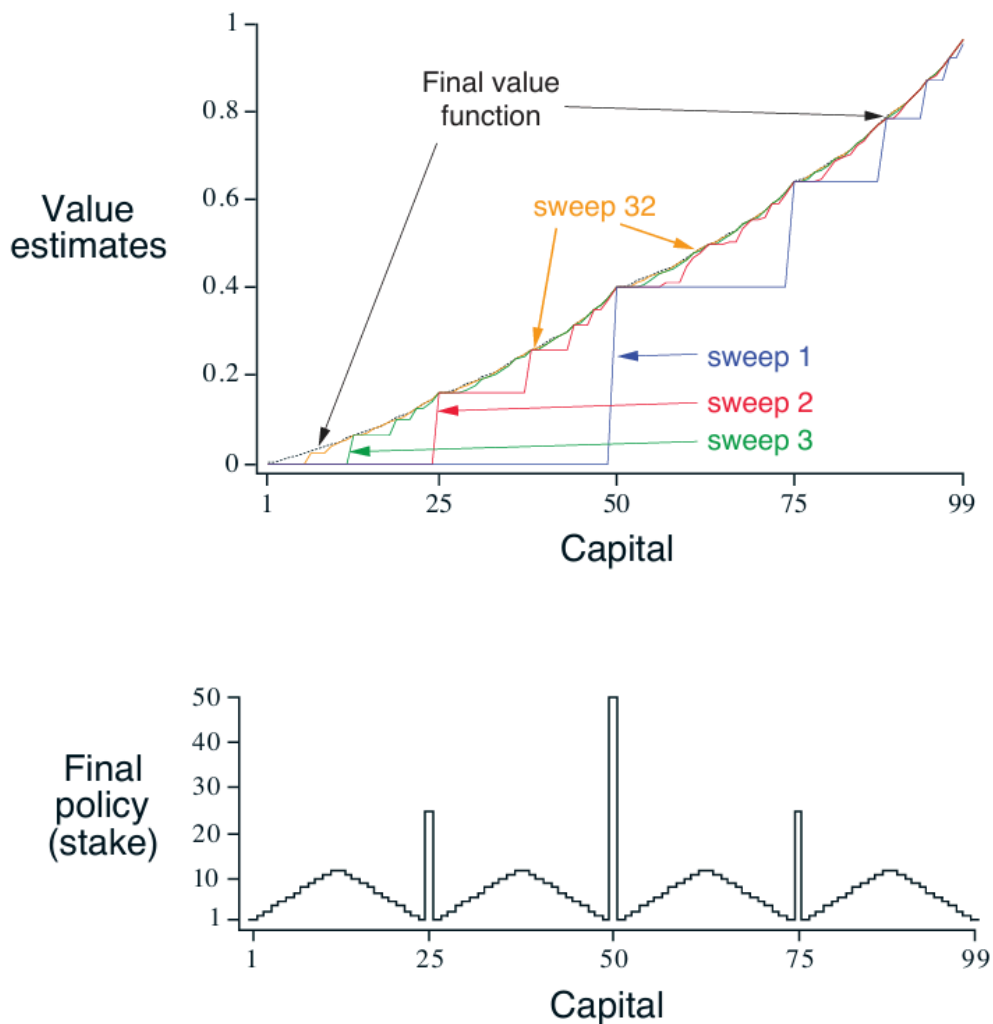 1
0.8
0.6
0.4
0.2
0
Value
estimates
Final value
function
sweep 32
sweep 1
sweep 2
sweep 3
1
25
50
75
99
Capital
50
40
30
20
10
1
Final
policy
(stake)
1
25
50
75
99
Capital